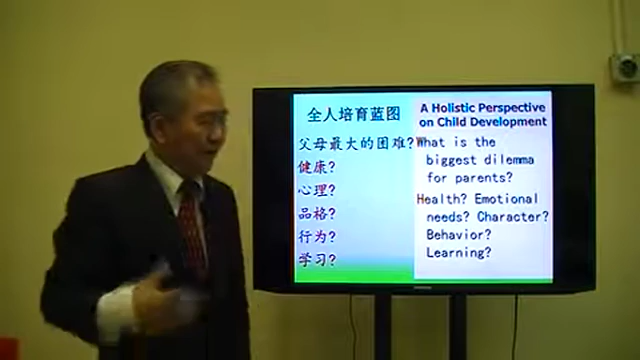 全人培育蓝图
父母最大的困难?
健康?
心理?
品格?
行为?
学习?
A Holistic Perspective
on Child Development
What is the
biggest dilemma
for parents?
Health? Emotional
needs? Character?
Behavior?
Learning?